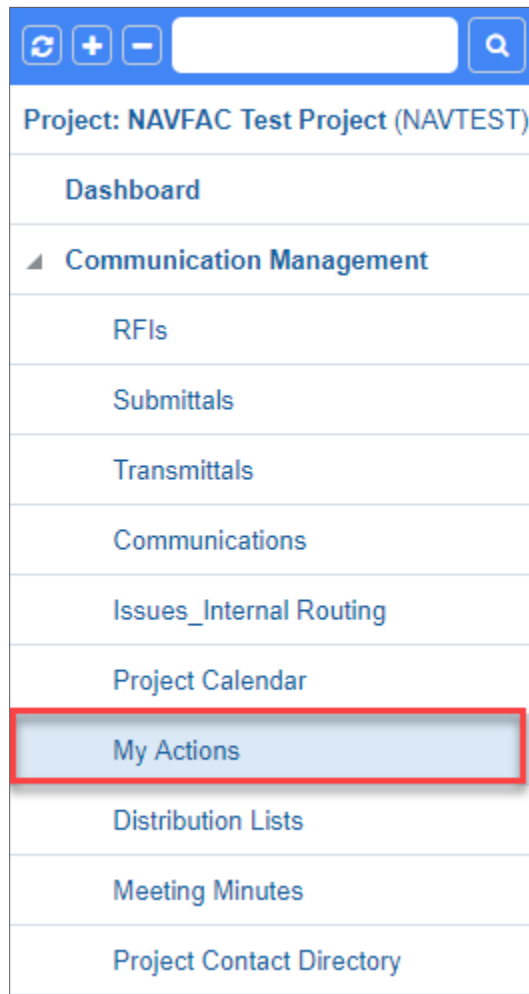 Project: NAVFAC Test Project (NAVTEST)
Dashboard
Communication Management
RFIs
Submittals
Transmittals
Communications
Issues_Internal Routing
Project Calendar
My Actions
Distribution Lists
Meeting Minutes
Project Contact Directory